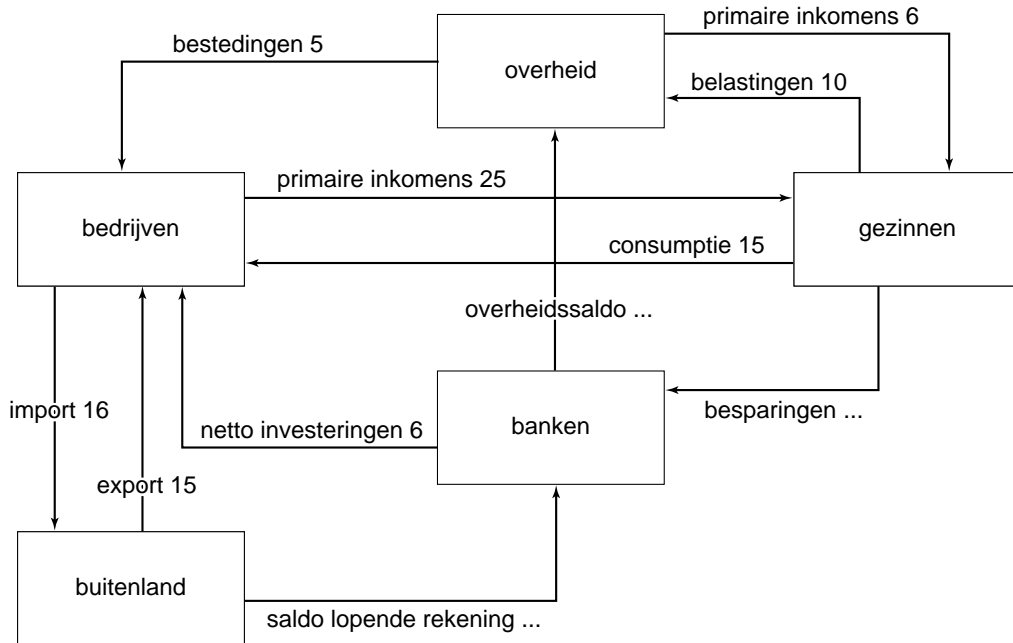 primaire inkomens 6
bestedingen 5
overheid
belastingen 10
primaire inkomens 25
bedrijven
gezinnen
consumptie 15
overheidssaldo ...
import 16
netto investeringen 6
banken
besparingen ...
export 15
buitenland
saldo lopende rekening ...